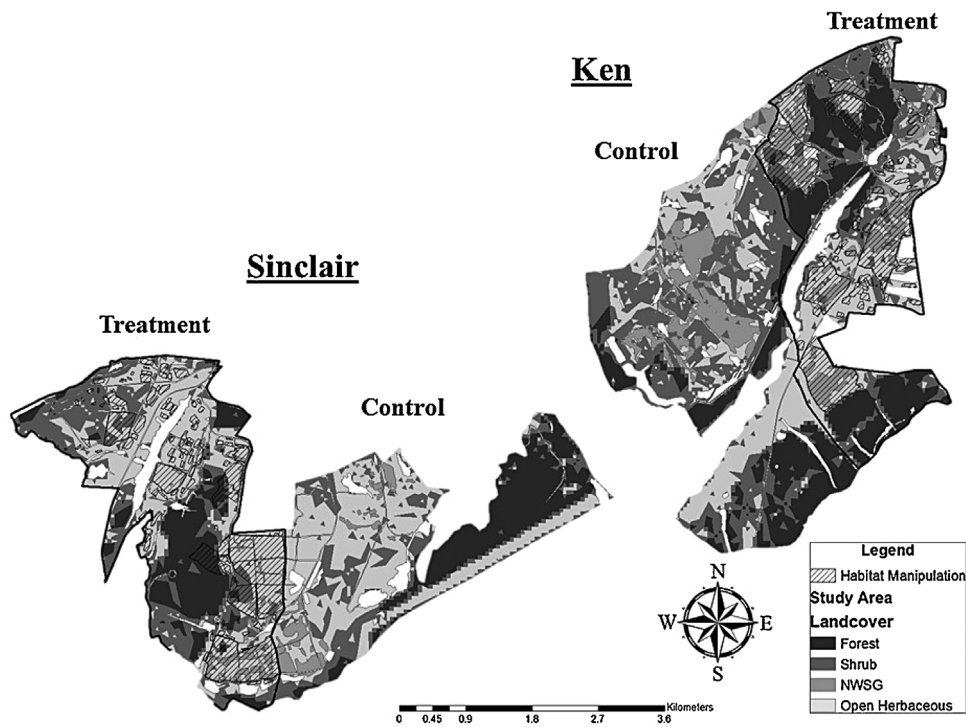 Treatment
Ken
Control
Sinclair
Treatment
Control
N
W E
S
Legend
Habitat Manipulation
Study Area
Landcover
Forest
Shrub
NWSG
Open Herbaceous
Kilometers
0 0.45 0.9 1.8 2.7 3.6